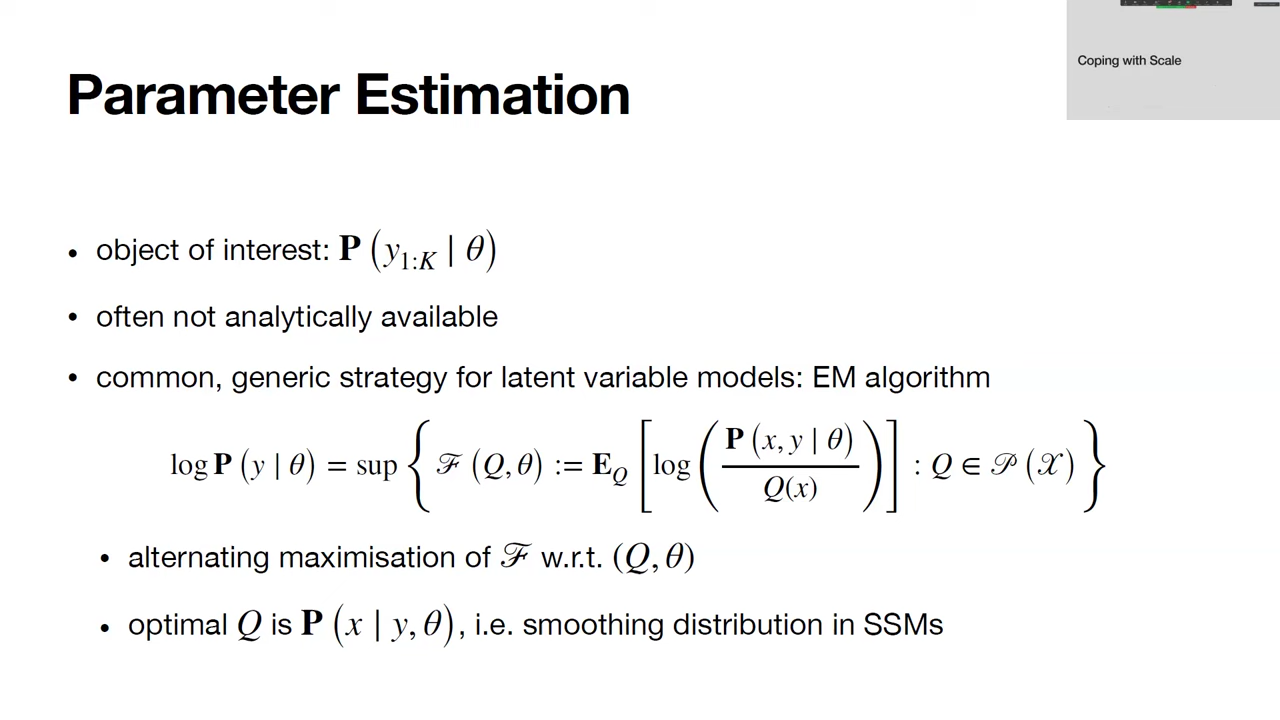 Coping with Scale
Parameter Estimation
• object of interest: P (y_{1:K} | θ)
• often not analytically available
• common, generic strategy for latent variable models: EM algorithm
log P (y | θ) = sup { ℱ (Q, θ) := E_Q [ log ( P (x, y | θ) / Q(x) ) ] : Q ∈ 𝒫 (𝒳) }
• alternating maximisation of ℱ w.r.t. (Q, θ)
• optimal Q is P (x | y, θ), i.e. smoothing distribution in SSMs